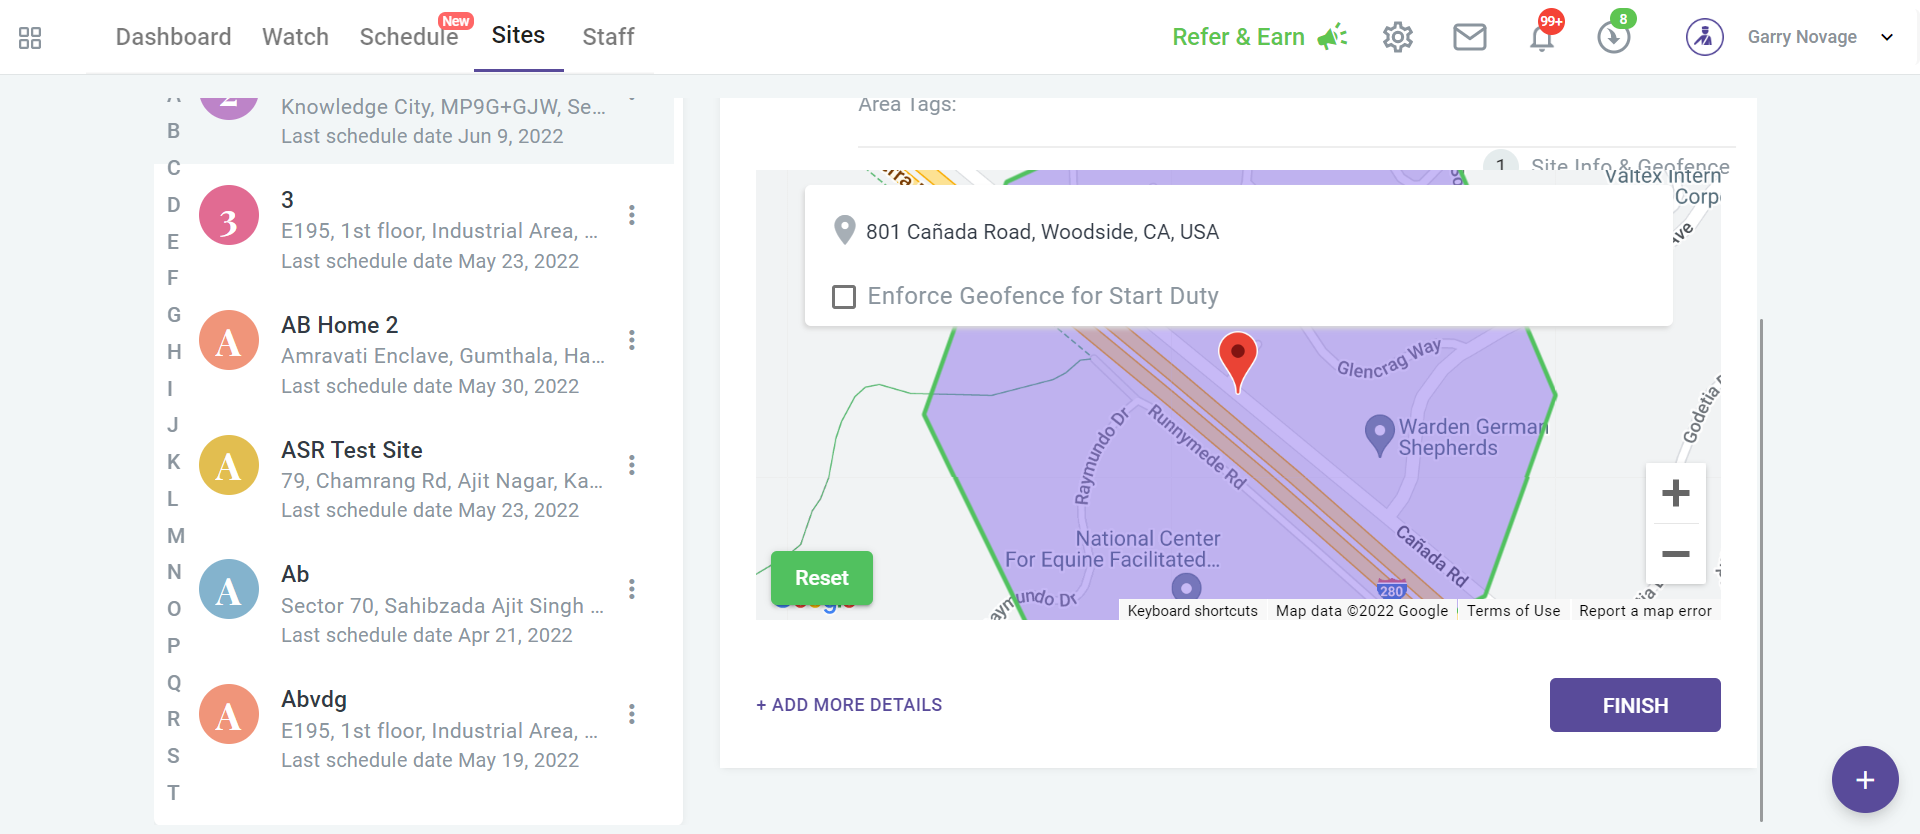 Dashboard
Watch
Schedule
New
Sites
Staff
Refer & Earn
99+
8
Garry Novage
A
B
C
D
E
F
G
H
I
J
K
L
M
N
O
P
Q
R
S
T
2
Knowledge City, MP9G+GJW, Se...
Last schedule date Jun 9, 2022
3
3
E195, 1st floor, Industrial Area, ...
Last schedule date May 23, 2022
A
AB Home 2
Amravati Enclave, Gumthala, Ha...
Last schedule date May 30, 2022
A
ASR Test Site
79, Chamrang Rd, Ajit Nagar, Ka...
Last schedule date May 23, 2022
A
Ab
Sector 70, Sahibzada Ajit Singh ...
Last schedule date Apr 21, 2022
A
Abvdg
E195, 1st floor, Industrial Area, ...
Last schedule date May 19, 2022
Area Tags:
1
Site Info & Geofence
Valtex Intern
Corp
801 Cañada Road, Woodside, CA, USA
Enforce Geofence for Start Duty
Glencrag Way
Warden German
Shepherds
Godetia
Runnymede Rd
Raymundo Dr
National Center
For Equine Facilitated...
Cañada Rd
280
aymundo Dr
Reset
Google
Keyboard shortcuts
Map data ©2022 Google
Terms of Use
Report a map error
+ ADD MORE DETAILS
FINISH